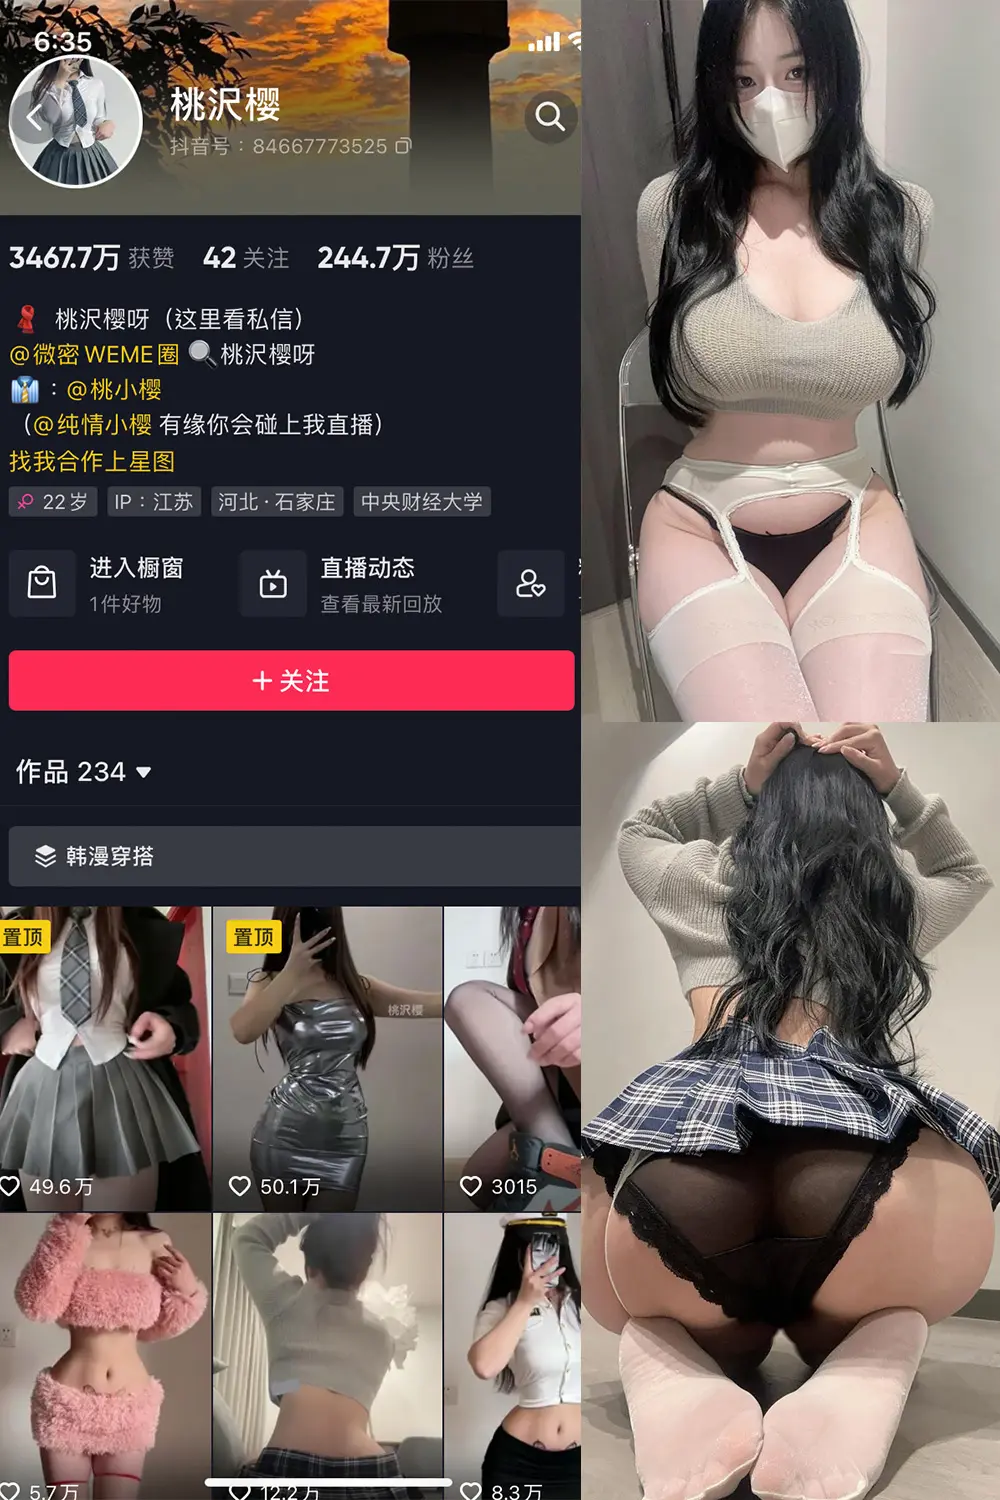 6:35
桃沢樱
抖音号：84667773525
3467.7万 获赞 42 关注 244.7万 粉丝
桃沢樱呀（这里看私信）
@微密WEME圈 桃沢樱呀
：@桃小樱
（@纯情小樱 有缘你会碰上我直播）
找我合作上星图
22岁 IP：江苏 河北·石家庄 中央财经大学
进入橱窗 直播动态
1件好物 查看最新回放
+ 关注
作品 234
韩漫穿搭
置顶 置顶
桃沢樱
49.6万 50.1万 3015
5.7万 12.2万 8.3万